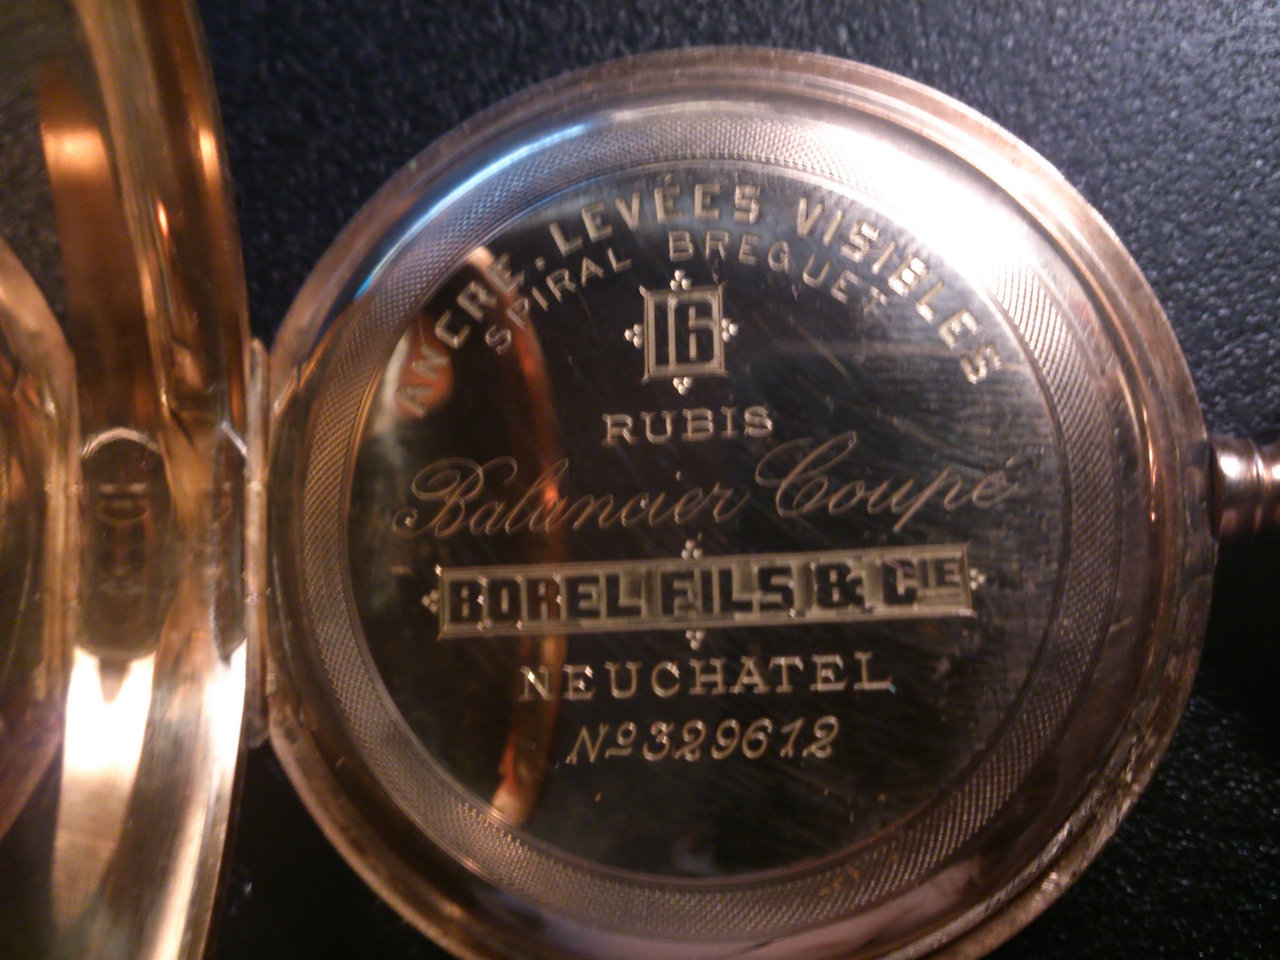 ANCRE. LEVÉES VISIBLES
SPIRAL BREGUET
16
RUBIS
Balancier Coupé
BOREL FILS & CIE
NEUCHATEL
No 329612